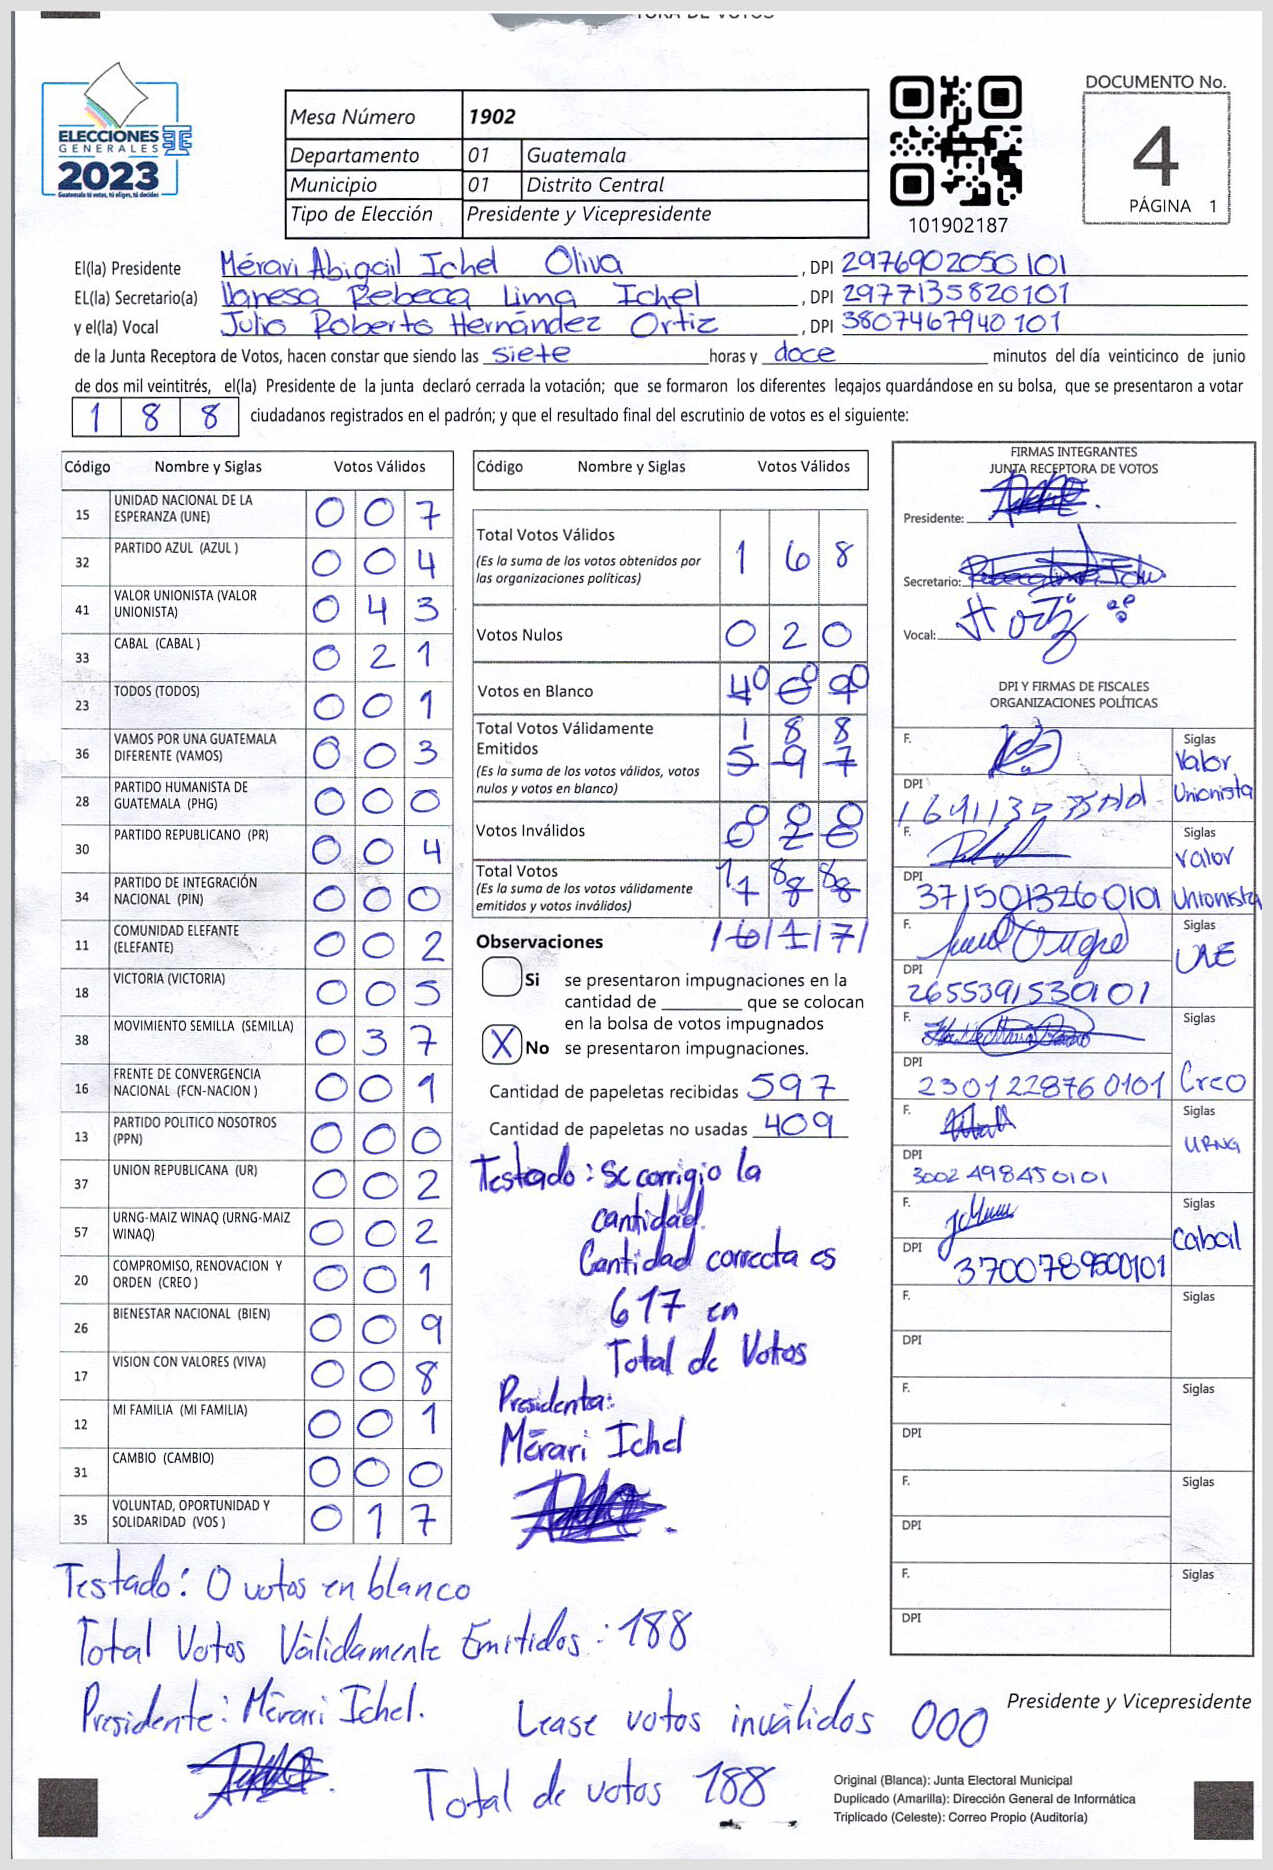 ELECCIONES
GENERALES
2023
Guatemala tú votas, tú eliges, tú decides
Mesa Número 1902
Departamento 01 Guatemala
Municipio 01 Distrito Central
Tipo de Elección Presidente y Vicepresidente
101902187
DOCUMENTO No.
4
PÁGINA 1
El(la) Presidente Mérari Abigail Ichel Oliva , DPI 2976902050101
EL(la) Secretario(a) Vanesa Rebeca Lima Ichel , DPI 2977135820101
y el(la) Vocal Julio Roberto Hernández Ortiz , DPI 3807467940101
de la Junta Receptora de Votos, hacen constar que siendo las siete horas y doce minutos del día veinticinco de junio
de dos mil veintitrés, el(la) Presidente de la junta declaró cerrada la votación; que se formaron los diferentes legajos quardándose en su bolsa, que se presentaron a votar
1 8 8 ciudadanos registrados en el padrón; y que el resultado final del escrutinio de votos es el siguiente:
Código Nombre y Siglas Votos Válidos
15 UNIDAD NACIONAL DE LA ESPERANZA (UNE) 0 0 7
32 PARTIDO AZUL (AZUL ) 0 0 4
41 VALOR UNIONISTA (VALOR UNIONISTA) 0 4 3
33 CABAL (CABAL ) 0 2 1
23 TODOS (TODOS) 0 0 1
36 VAMOS POR UNA GUATEMALA DIFERENTE (VAMOS) 0 0 3
28 PARTIDO HUMANISTA DE GUATEMALA (PHG) 0 0 0
30 PARTIDO REPUBLICANO (PR) 0 0 4
34 PARTIDO DE INTEGRACIÓN NACIONAL (PIN) 0 0 0
11 COMUNIDAD ELEFANTE (ELEFANTE) 0 0 2
18 VICTORIA (VICTORIA) 0 0 5
38 MOVIMIENTO SEMILLA (SEMILLA) 0 3 7
16 FRENTE DE CONVERGENCIA NACIONAL (FCN-NACION ) 0 0 1
13 PARTIDO POLITICO NOSOTROS (PPN) 0 0 0
37 UNION REPUBLICANA (UR) 0 0 2
57 URNG-MAIZ WINAQ (URNG-MAIZ WINAQ) 0 0 2
20 COMPROMISO, RENOVACION Y ORDEN (CREO ) 0 0 1
26 BIENESTAR NACIONAL (BIEN) 0 0 9
17 VISION CON VALORES (VIVA) 0 0 8
12 MI FAMILIA (MI FAMILIA) 0 0 1
31 CAMBIO (CAMBIO) 0 0 0
35 VOLUNTAD, OPORTUNIDAD Y SOLIDARIDAD (VOS ) 0 1 7
Código Nombre y Siglas Votos Válidos
Total Votos Válidos 1 6 8
(Es la suma de los votos obtenidos por
las organizaciones políticas)
Votos Nulos 0 2 0
Votos en Blanco 0 0 0
Total Votos Válidamente 1 8 8
Emitidos 5 9 7
(Es la suma de los votos válidos, votos
nulos y votos en blanco)
Votos Inválidos 0 0 0
Total Votos 1 8 8
(Es la suma de los votos válidamente
emitidos y votos inválidos)
Observaciones 6 1 7
Si se presentaron impugnaciones en la
cantidad de ________ que se colocan
en la bolsa de votos impugnados
X No se presentaron impugnaciones.
Cantidad de papeletas recibidas 597
Cantidad de papeletas no usadas 409
Testado: Se corrigio la
cantidad.
Cantidad correcta es
617 en
Total de Votos
Presidenta:
Mérari Ichel
FIRMAS INTEGRANTES
JUNTA RECEPTORA DE VOTOS
Presidente:
Secretario:
Vocal:
DPI Y FIRMAS DE FISCALES
ORGANIZACIONES POLÍTICAS
F. Siglas
Valor
DPI Unionista
F. Siglas
Valor
DPI 3715013260101 Unionista
F. Siglas
UNE
DPI 2655391530101
F. Siglas
DPI 2301228760101 Creo
F. Siglas
URNG
DPI 3002498450101
F. Siglas
Cabal
DPI 3700789500101
F. Siglas
DPI
F. Siglas
DPI
F. Siglas
DPI
F. Siglas
DPI
Testado: 0 votos en blanco
Total Votos Válidamente Emitidos: 188
Presidente: Mérari Ichel.
Lease votos inválidos 000
Total de votos 188
Presidente y Vicepresidente
Original (Blanca): Junta Electoral Municipal
Duplicado (Amarilla): Dirección General de Informática
Triplicado (Celeste): Correo Propio (Auditoría)